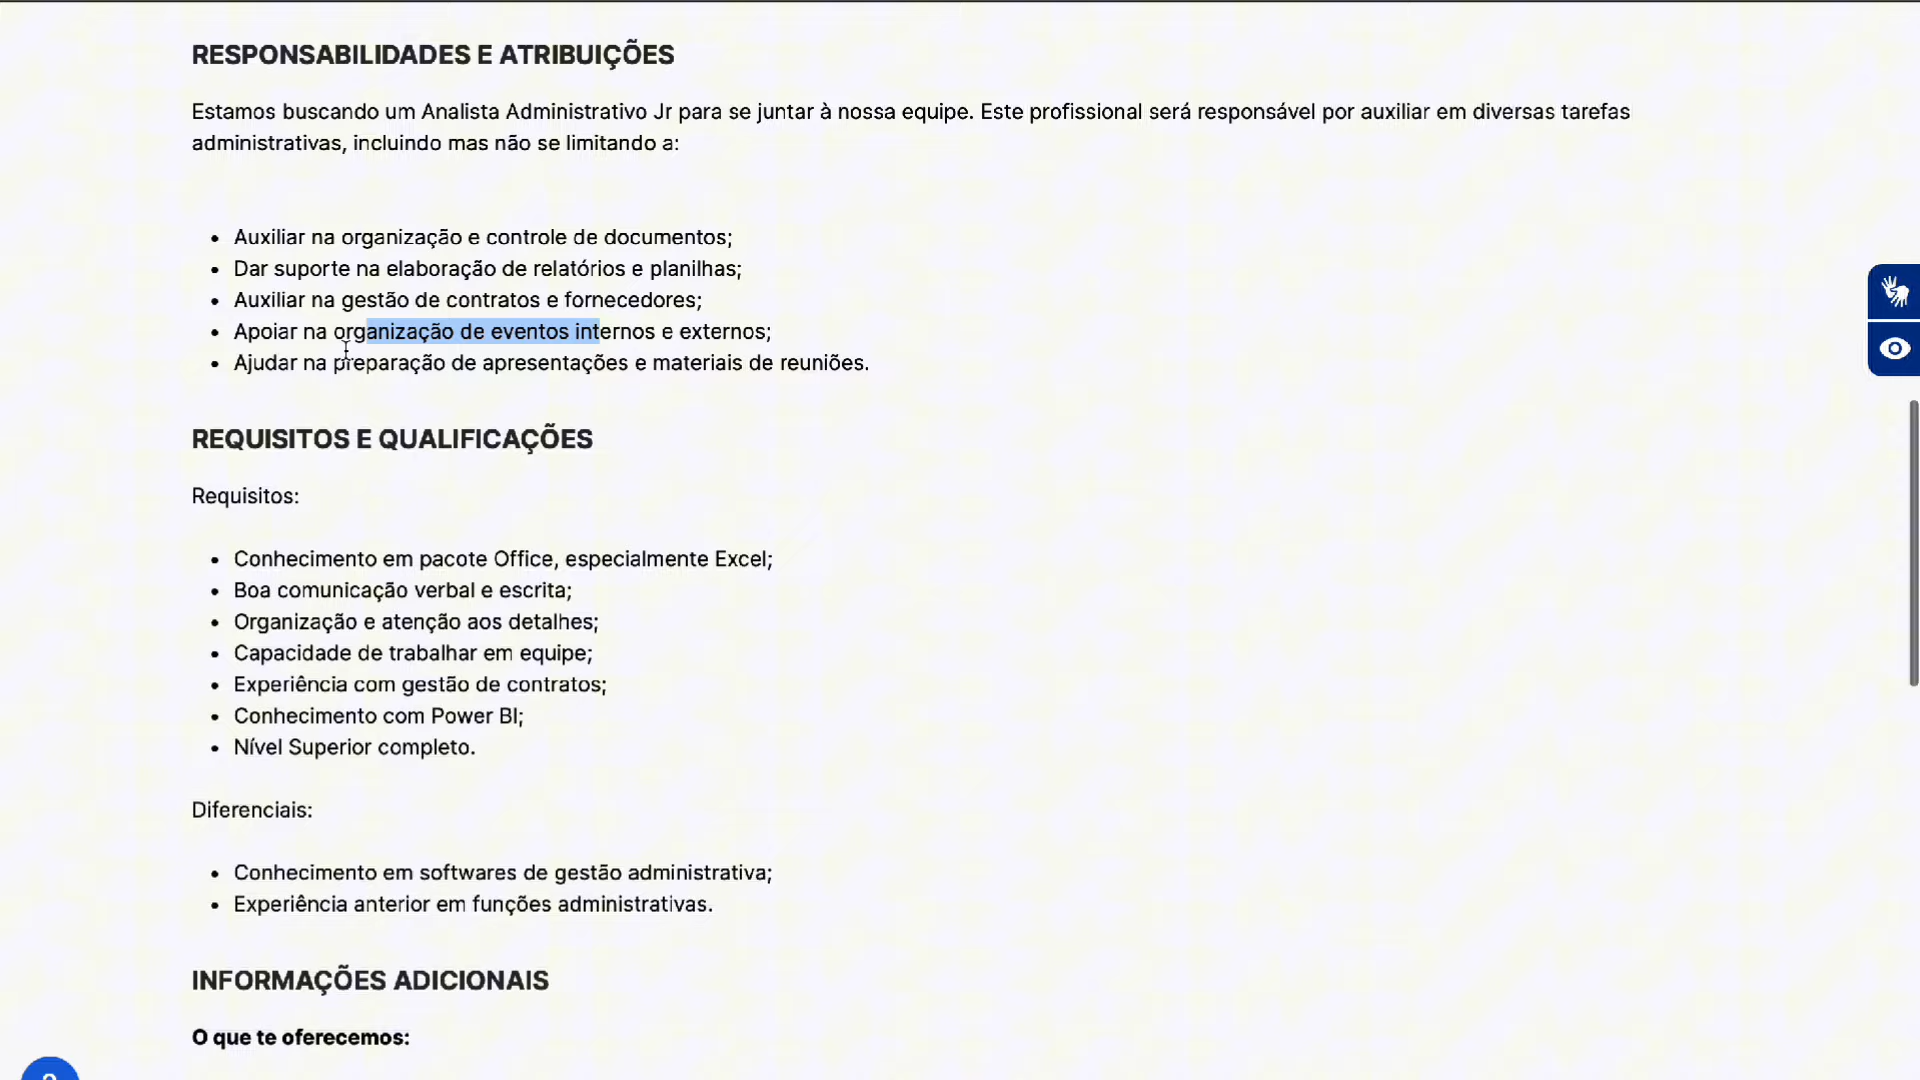 RESPONSABILIDADES E ATRIBUIÇÕES
Estamos buscando um Analista Administrativo Jr para se juntar à nossa equipe. Este profissional será responsável por auxiliar em diversas tarefas
administrativas, incluindo mas não se limitando a:
• Auxiliar na organização e controle de documentos;
• Dar suporte na elaboração de relatórios e planilhas;
• Auxiliar na gestão de contratos e fornecedores;
• Apoiar na organização de eventos internos e externos;
• Ajudar na preparação de apresentações e materiais de reuniões.
REQUISITOS E QUALIFICAÇÕES
Requisitos:
• Conhecimento em pacote Office, especialmente Excel;
• Boa comunicação verbal e escrita;
• Organização e atenção aos detalhes;
• Capacidade de trabalhar em equipe;
• Experiência com gestão de contratos;
• Conhecimento com Power BI;
• Nível Superior completo.
Diferenciais:
• Conhecimento em softwares de gestão administrativa;
• Experiência anterior em funções administrativas.
INFORMAÇÕES ADICIONAIS
O que te oferecemos: